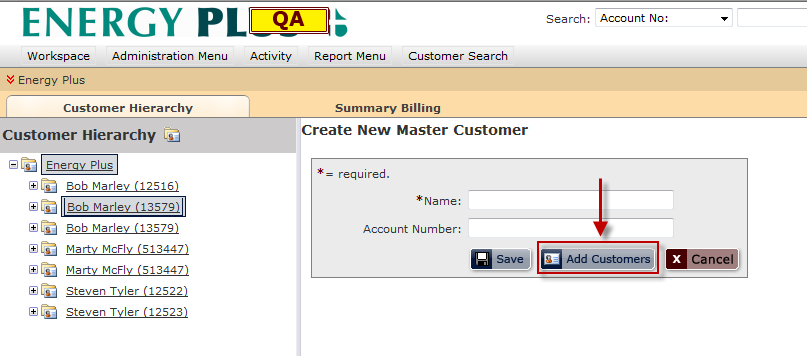 ENERGY PLUS QA
Search: Account No:
Workspace Administration Menu Activity Report Menu Customer Search
Energy Plus
Customer Hierarchy Summary Billing
Customer Hierarchy
Energy Plus
Bob Marley (12516)
Bob Marley (13579)
Bob Marley (13579)
Marty McFly (513447)
Marty McFly (513447)
Steven Tyler (12522)
Steven Tyler (12523)
Create New Master Customer
*= required.
*Name:
Account Number:
Save Add Customers X Cancel